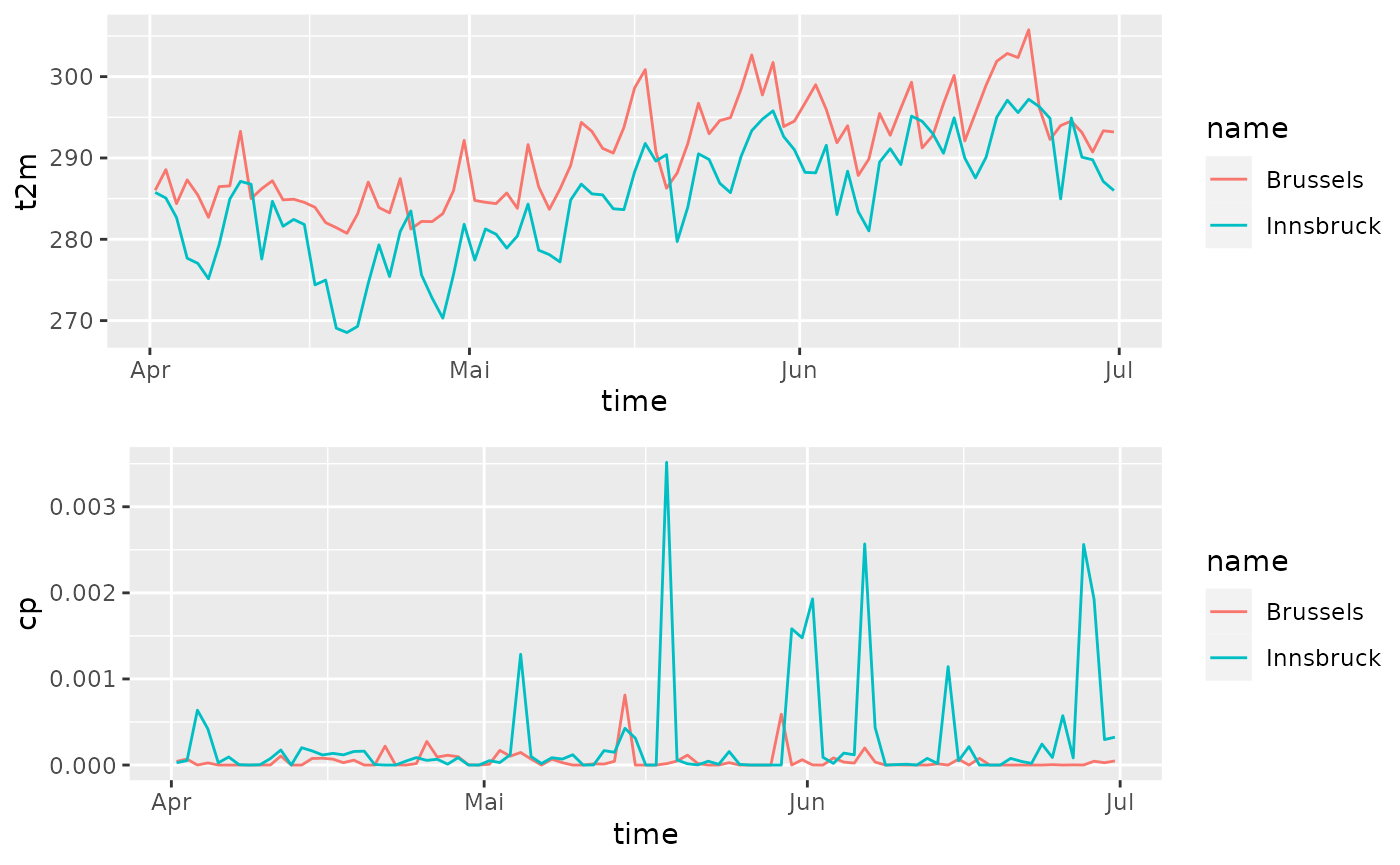 t2m
300
290
280
270
Apr Mai Jun Jul
time
name
Brussels
Innsbruck
cp
0.003
0.002
0.001
0.000
Apr Mai Jun Jul
time
name
Brussels
Innsbruck